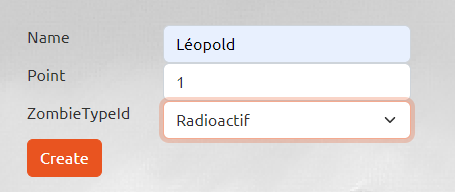 Name Léopold
Point 1
ZombieTypeId Radioactif
Create